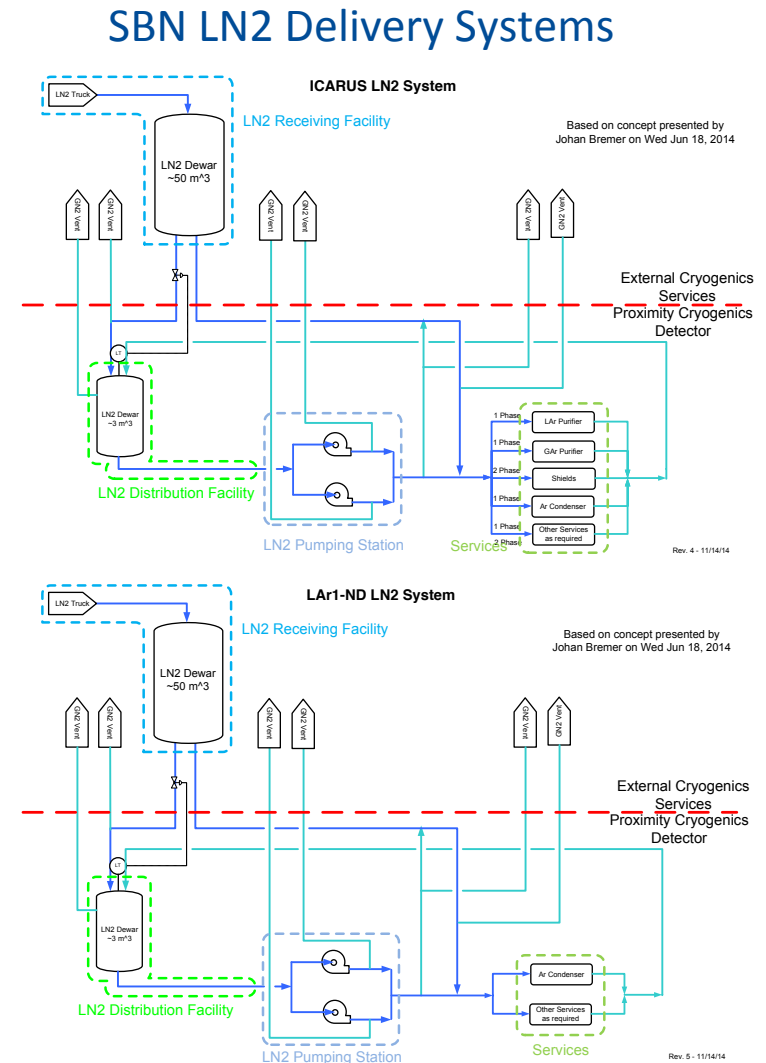 SBN LN2 Delivery Systems
ICARUS LN2 System
LN2 Truck
LN2 Receiving Facility
Based on concept presented by
Johan Bremer on Wed Jun 18, 2014
LN2 Dewar
~50 m^3
GN2 Vent
GN2 Vent
GN2 Vent
GN2 Vent
GN2 Vent
GN2 Vent
External Cryogenics
Services
Proximity Cryogenics
Detector
LT
LN2 Dewar
~3 m^3
LN2 Distribution Facility
LN2 Pumping Station
1 Phase
LAr Purifier
1 Phase
GAr Purifier
2 Phase
Shields
1 Phase
Ar Condenser
1 Phase
Other Services
as required
2 Phase
Services
Rev. 4 - 11/14/14
LAr1-ND LN2 System
LN2 Truck
LN2 Receiving Facility
Based on concept presented by
Johan Bremer on Wed Jun 18, 2014
LN2 Dewar
~50 m^3
GN2 Vent
GN2 Vent
GN2 Vent
GN2 Vent
GN2 Vent
GN2 Vent
External Cryogenics
Services
Proximity Cryogenics
Detector
LT
LN2 Dewar
~3 m^3
LN2 Distribution Facility
LN2 Pumping Station
Ar Condenser
Other Services
as required
Services
Rev. 5 - 11/14/14